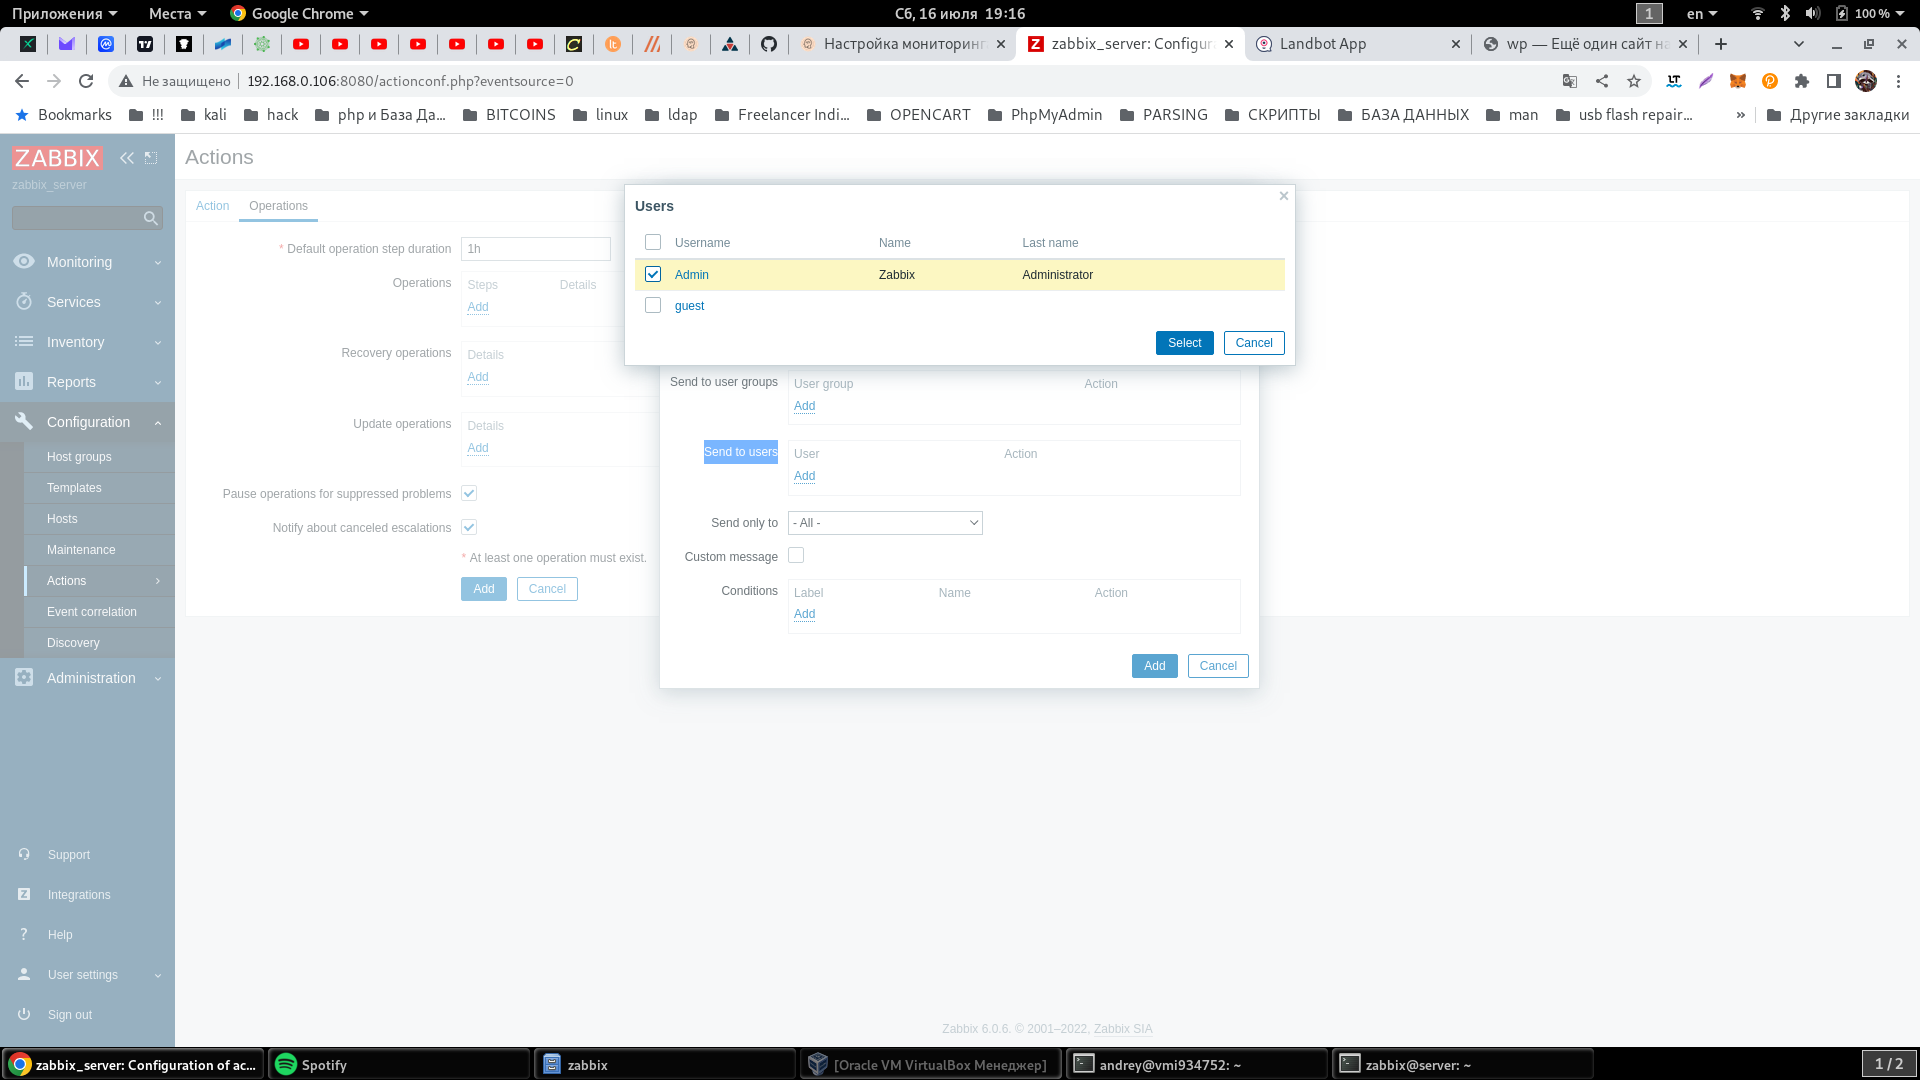 Приложения Места Google Chrome Сб, 16 июля 19:16 1 en 100 %
Настройка мониторинг zabbix_server: Configur Landbot App wp — Ещё один сайт на
Не защищено 192.168.0.106:8080/actionconf.php?eventsource=0
Bookmarks !!! kali hack php и База Да... BITCOINS linux ldap Freelancer Indi... OPENCART PhpMyAdmin PARSING СКРИПТЫ БАЗА ДАННЫХ man usb flash repair... » Другие закладки
ZABBIX
zabbix_server
Monitoring
Services
Inventory
Reports
Configuration
Host groups
Templates
Hosts
Maintenance
Actions
Event correlation
Discovery
Administration
Support
Integrations
Help
User settings
Sign out
Actions
Action Operations
* Default operation step duration 1h
Operations Steps Details
Add
Recovery operations Details
Add
Update operations Details
Add
Pause operations for suppressed problems
Notify about canceled escalations
* At least one operation must exist.
Add Cancel
Users
Username Name Last name
Admin Zabbix Administrator
guest
Select Cancel
Send to user groups User group Action
Add
Send to users User Action
Add
Send only to - All -
Custom message
Conditions Label Name Action
Add
Add Cancel
Zabbix 6.0.6. © 2001–2022, Zabbix SIA
zabbix_server: Configuration of ac... Spotify zabbix [Oracle VM VirtualBox Менеджер] andrey@vmi934752: ~ zabbix@server: ~ 1 / 2